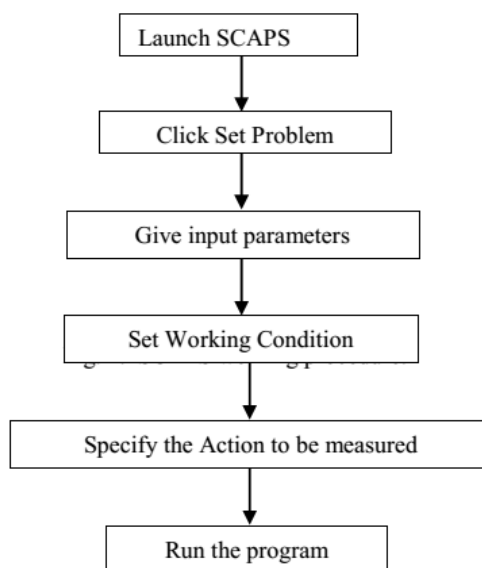 Launch SCAPS
Click Set Problem
Give input parameters
Set Working Condition
Specify the Action to be measured
Run the program